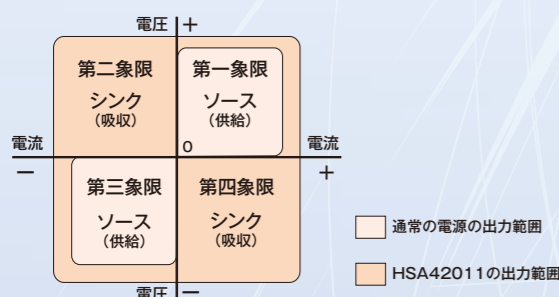 電圧 +
第二象限 第一象限
シンク ソース
(吸収) (供給)
電流 0 電流
− +
第三象限 第四象限
ソース シンク
(供給) (吸収)
電圧 −
通常の電源の出力範囲
HSA42011の出力範囲